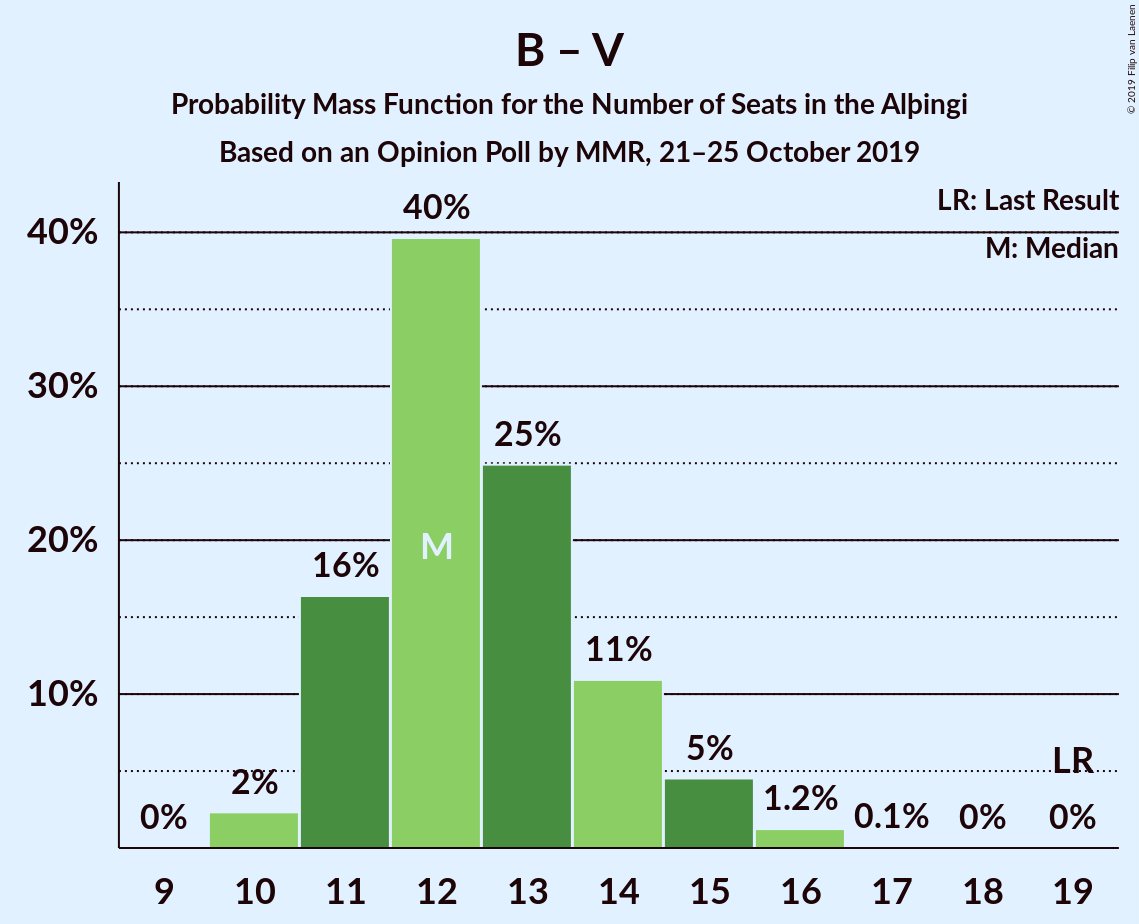 B – V
Probability Mass Function for the Number of Seats in the Alþingi
Based on an Opinion Poll by MMR, 21–25 October 2019
© 2019 Filip van Laenen
LR: Last Result
M: Median
40%
30%
20%
10%
0%
2%
16%
40%
M
25%
11%
5%
1.2%
0.1%
0%
LR
0%
9 10 11 12 13 14 15 16 17 18 19